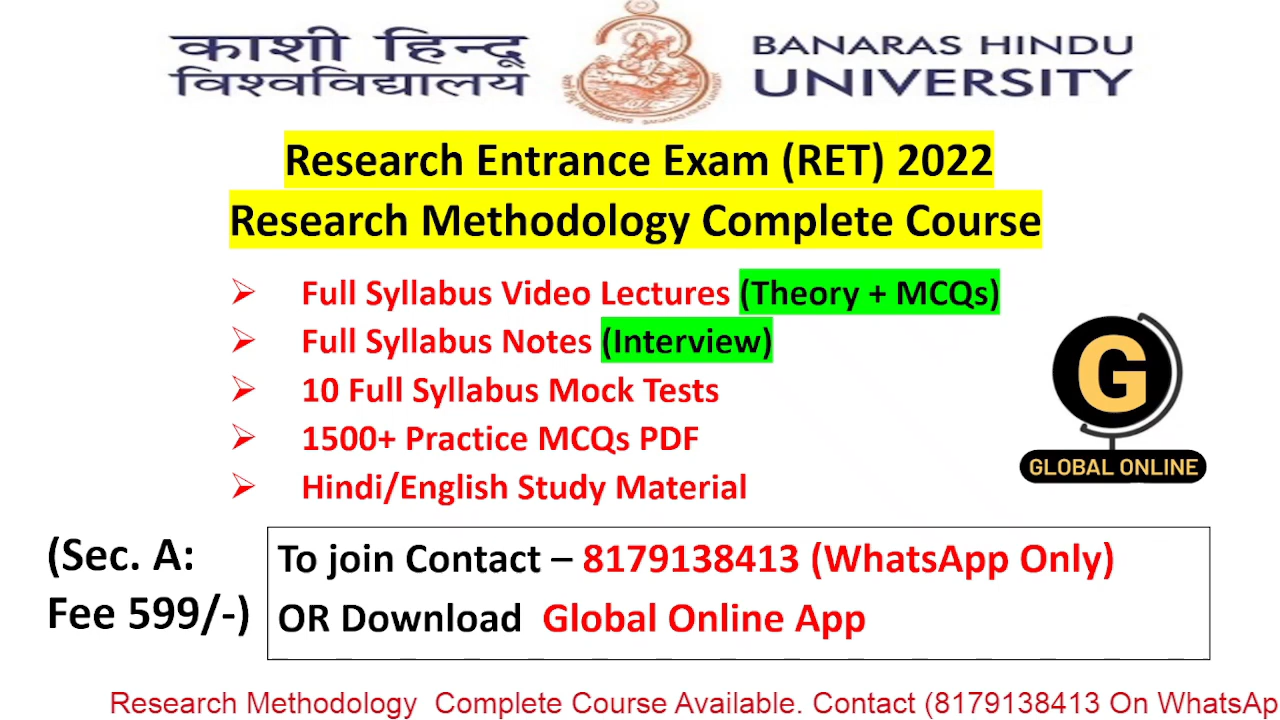 काशी हिन्दू
विश्वविद्यालय
BANARAS HINDU
UNIVERSITY
Research Entrance Exam (RET) 2022
Research Methodology Complete Course
Full Syllabus Video Lectures (Theory + MCQs)
Full Syllabus Notes (Interview)
10 Full Syllabus Mock Tests
1500+ Practice MCQs PDF
Hindi/English Study Material
G
GLOBAL ONLINE
(Sec. A:
Fee 599/-)
To join Contact – 8179138413 (WhatsApp Only)
OR Download Global Online App
Research Methodology Complete Course Available. Contact (8179138413 On WhatsAp